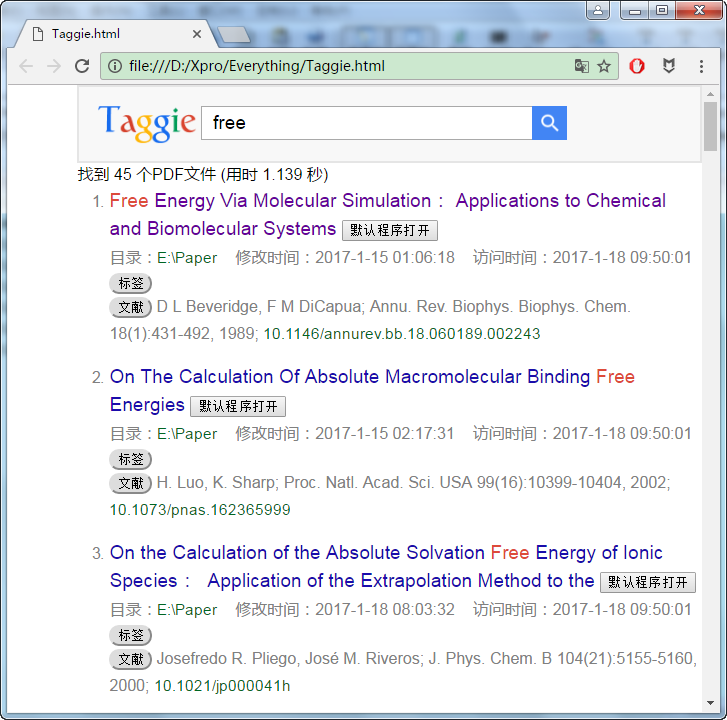 Taggie.html
file:///D:/Xpro/Everything/Taggie.html
Taggie free
找到 45 个PDF文件 (用时 1.139 秒)
1. Free Energy Via Molecular Simulation： Applications to Chemical
and Biomolecular Systems 默认程序打开
目录：E:\Paper 修改时间：2017-1-15 01:06:18 访问时间：2017-1-18 09:50:01
标签
文献 D L Beveridge, F M DiCapua; Annu. Rev. Biophys. Biophys. Chem.
18(1):431-492, 1989; 10.1146/annurev.bb.18.060189.002243
2. On The Calculation Of Absolute Macromolecular Binding Free
Energies 默认程序打开
目录：E:\Paper 修改时间：2017-1-15 02:17:31 访问时间：2017-1-18 09:50:01
标签
文献 H. Luo, K. Sharp; Proc. Natl. Acad. Sci. USA 99(16):10399-10404, 2002;
10.1073/pnas.162365999
3. On the Calculation of the Absolute Solvation Free Energy of Ionic
Species： Application of the Extrapolation Method to the 默认程序打开
目录：E:\Paper 修改时间：2017-1-18 08:03:32 访问时间：2017-1-18 09:50:01
标签
文献 Josefredo R. Pliego, José M. Riveros; J. Phys. Chem. B 104(21):5155-5160,
2000; 10.1021/jp000041h